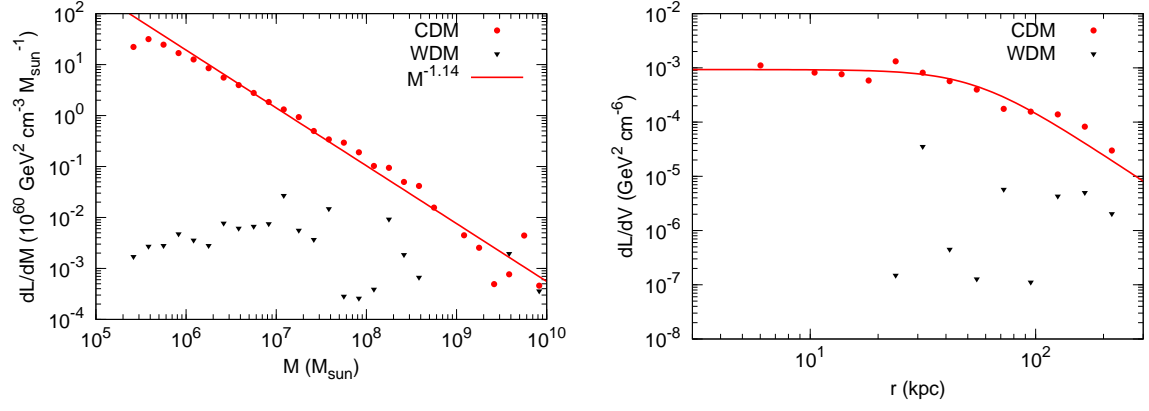 10^2
10^1
10^0
10^-1
10^-2
10^-3
10^-4
10^5 10^6 10^7 10^8 10^9 10^10
dL/dM (10^60 GeV^2 cm^-3 M_sun^-1)
M (M_sun)
CDM
WDM
M^-1.14
10^-2
10^-3
10^-4
10^-5
10^-6
10^-7
10^-8
10^1 10^2
dL/dV (GeV^2 cm^-6)
r (kpc)
CDM
WDM